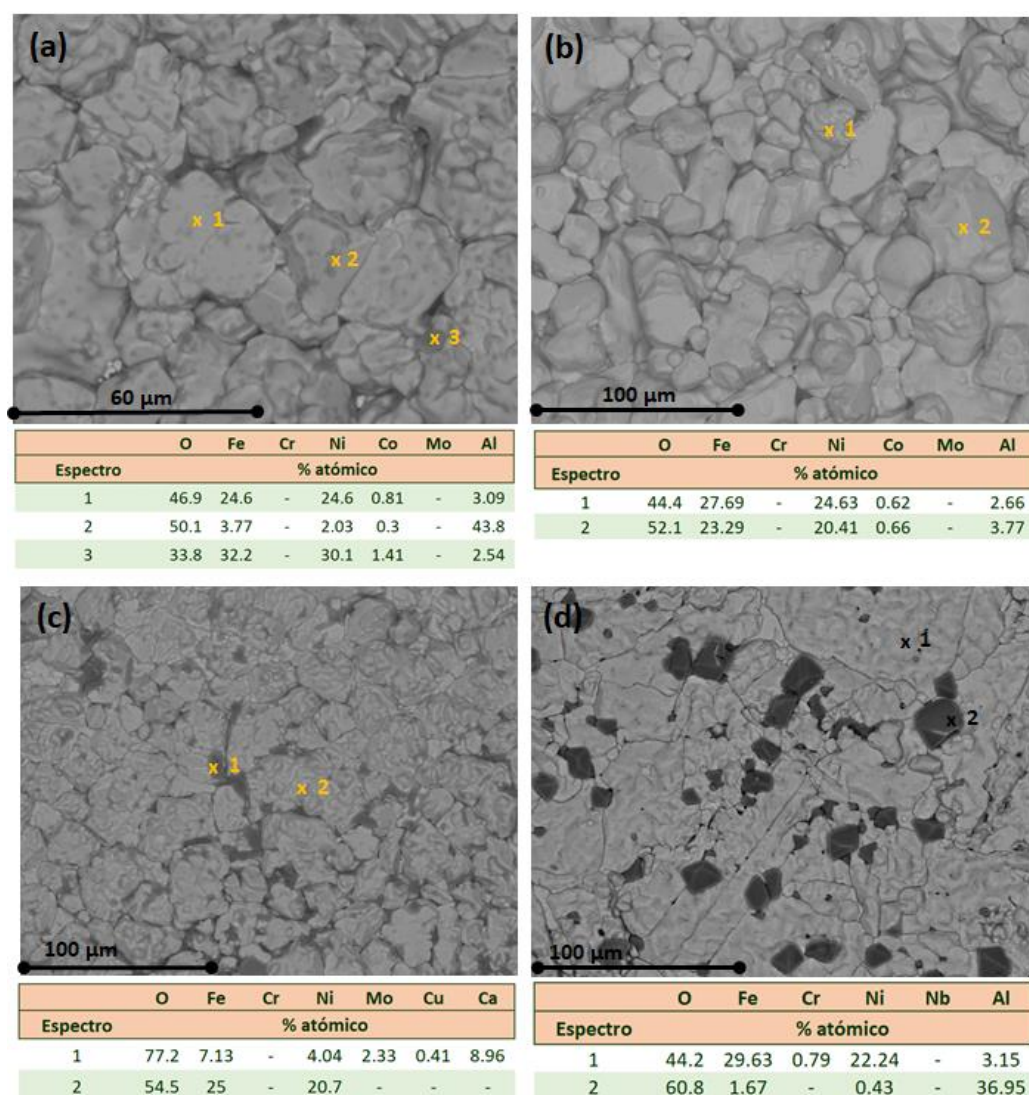 (a)
x 1
x 2
x 3
60 µm
O Fe Cr Ni Co Mo Al
Espectro % atómico
1 46.9 24.6 - 24.6 0.81 - 3.09
2 50.1 3.77 - 2.03 0.3 - 43.8
3 33.8 32.2 - 30.1 1.41 - 2.54
(b)
x 1
x 2
100 µm
O Fe Cr Ni Co Mo Al
Espectro % atómico
1 44.4 27.69 - 24.63 0.62 - 2.66
2 52.1 23.29 - 20.41 0.66 - 3.77
(c)
x 1
x 2
100 µm
O Fe Cr Ni Mo Cu Ca
Espectro % atómico
1 77.2 7.13 - 4.04 2.33 0.41 8.96
2 54.5 25 - 20.7 - - -
(d)
x 1
x 2
100 µm
O Fe Cr Ni Nb Al
Espectro % atómico
1 44.2 29.63 0.79 22.24 - 3.15
2 60.8 1.67 - 0.43 - 36.95